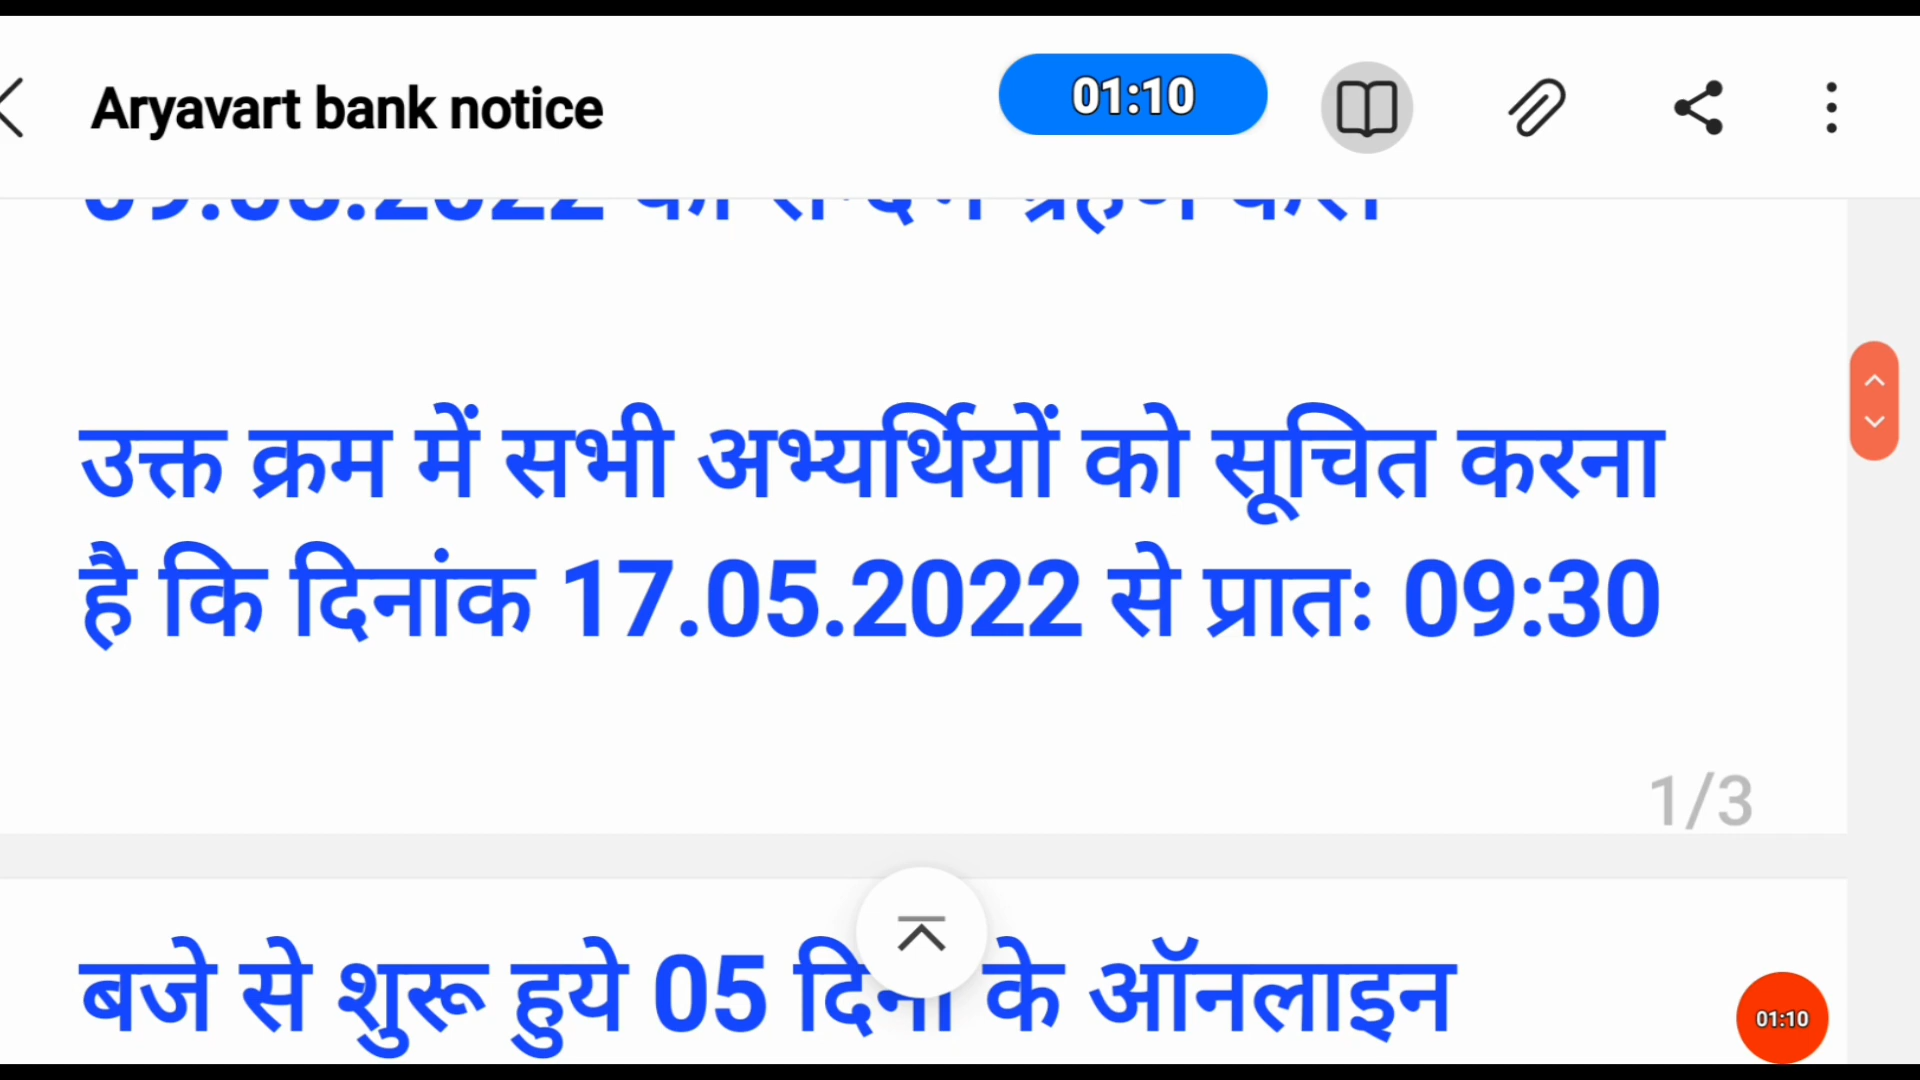 Aryavart bank notice
01:10
उक्त क्रम में सभी अभ्यर्थियों को सूचित करना
है कि दिनांक 17.05.2022 से प्रातः 09:30
1/3
बजे से शुरू हुये 05 के ऑनलाइन
01:10